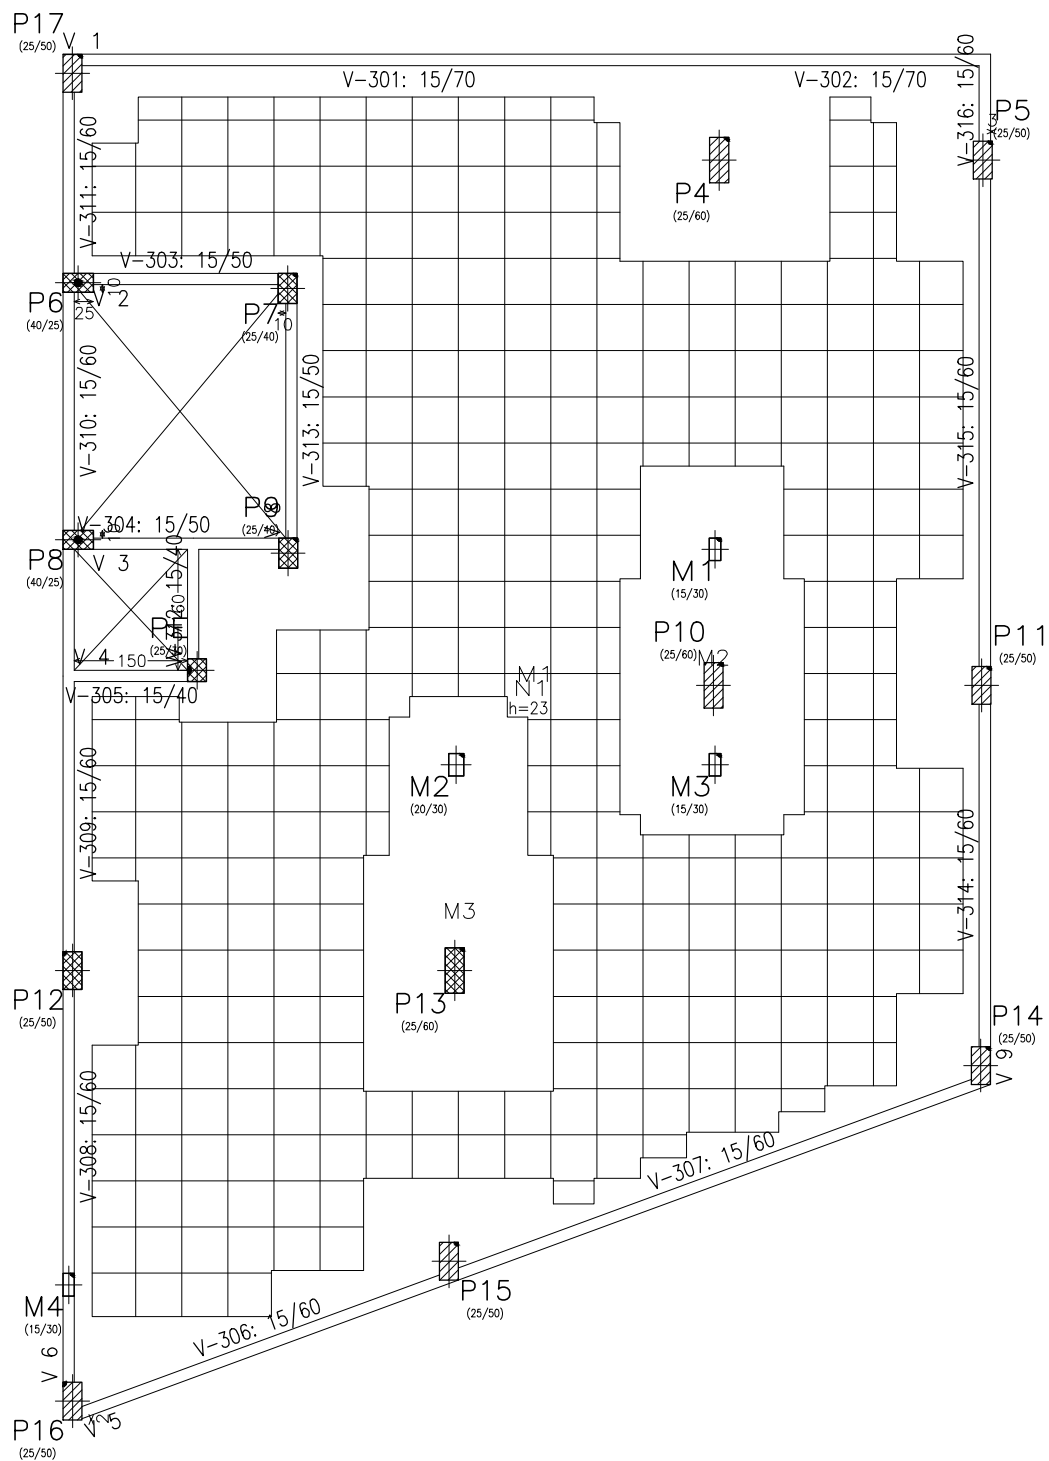 P17
(25/50)
V 1
V-301: 15/70
V-302: 15/70
V-316: 15/60
P5
x3
(25/50)
V-311: 15/60
P4
(25/60)
V-303: 15/50
P6
(40/25)
25
10
V 2
P7
(25/40)
10
V-310: 15/60
V-313: 15/50
V-315: 15/60
P9
(25/40)
V-304: 15/50
10
P8
(40/25)
V 3
15/40
60
M1
(15/30)
P10
(25/60)
M2
P11
(25/50)
V 4
150
V-305: 15/40
M1
N1
h=23
V-309: 15/60
M2
(20/30)
M3
(15/30)
V-314: 15/60
M3
P12
(25/50)
P13
(25/60)
P14
(25/50)
V 9
V-308: 15/60
V-307: 15/60
P15
(25/50)
M4
(15/30)
V-306: 15/60
V 6
P16
(25/50)